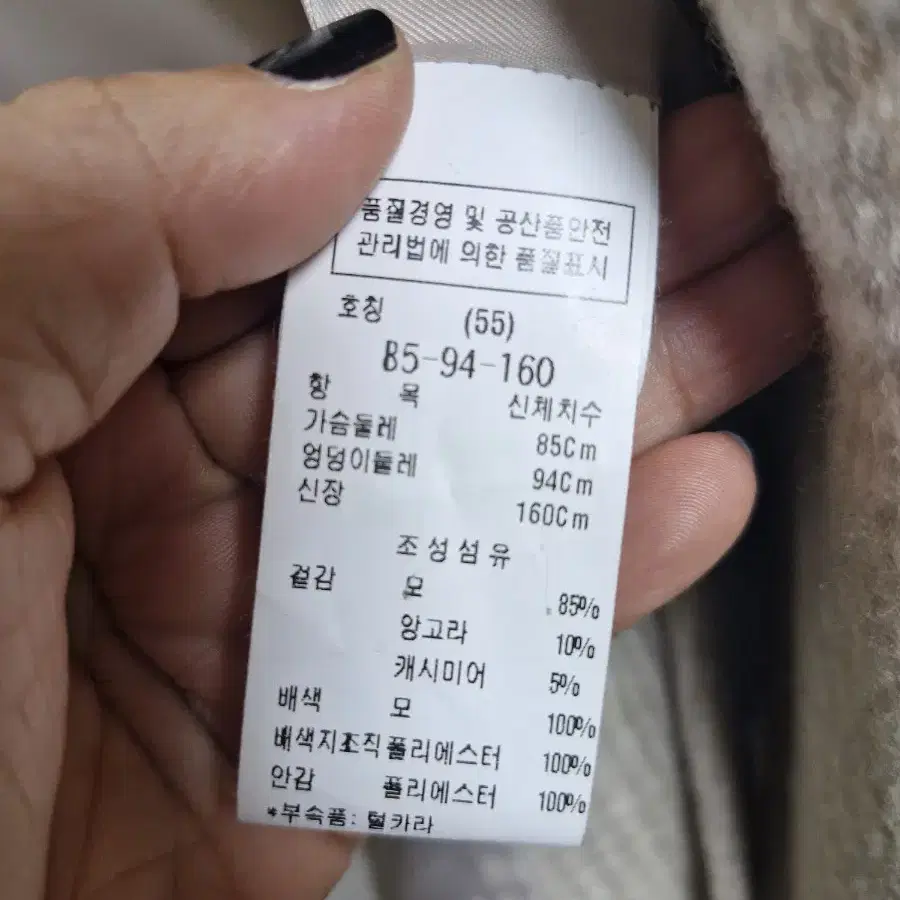 품질경영 및 공산품안전
관리법에 의한 품질표시
호칭 (55)
85-94-160
항 목 신체치수
가슴둘레 85Cm
엉덩이둘레 94Cm
신장 160Cm
조성섬유
겉감 모 85%
앙고라 10%
캐시미어 5%
배색 모 100%
배색지조직 폴리에스터 100%
안감 폴리에스터 100%
*부속품: 털카라